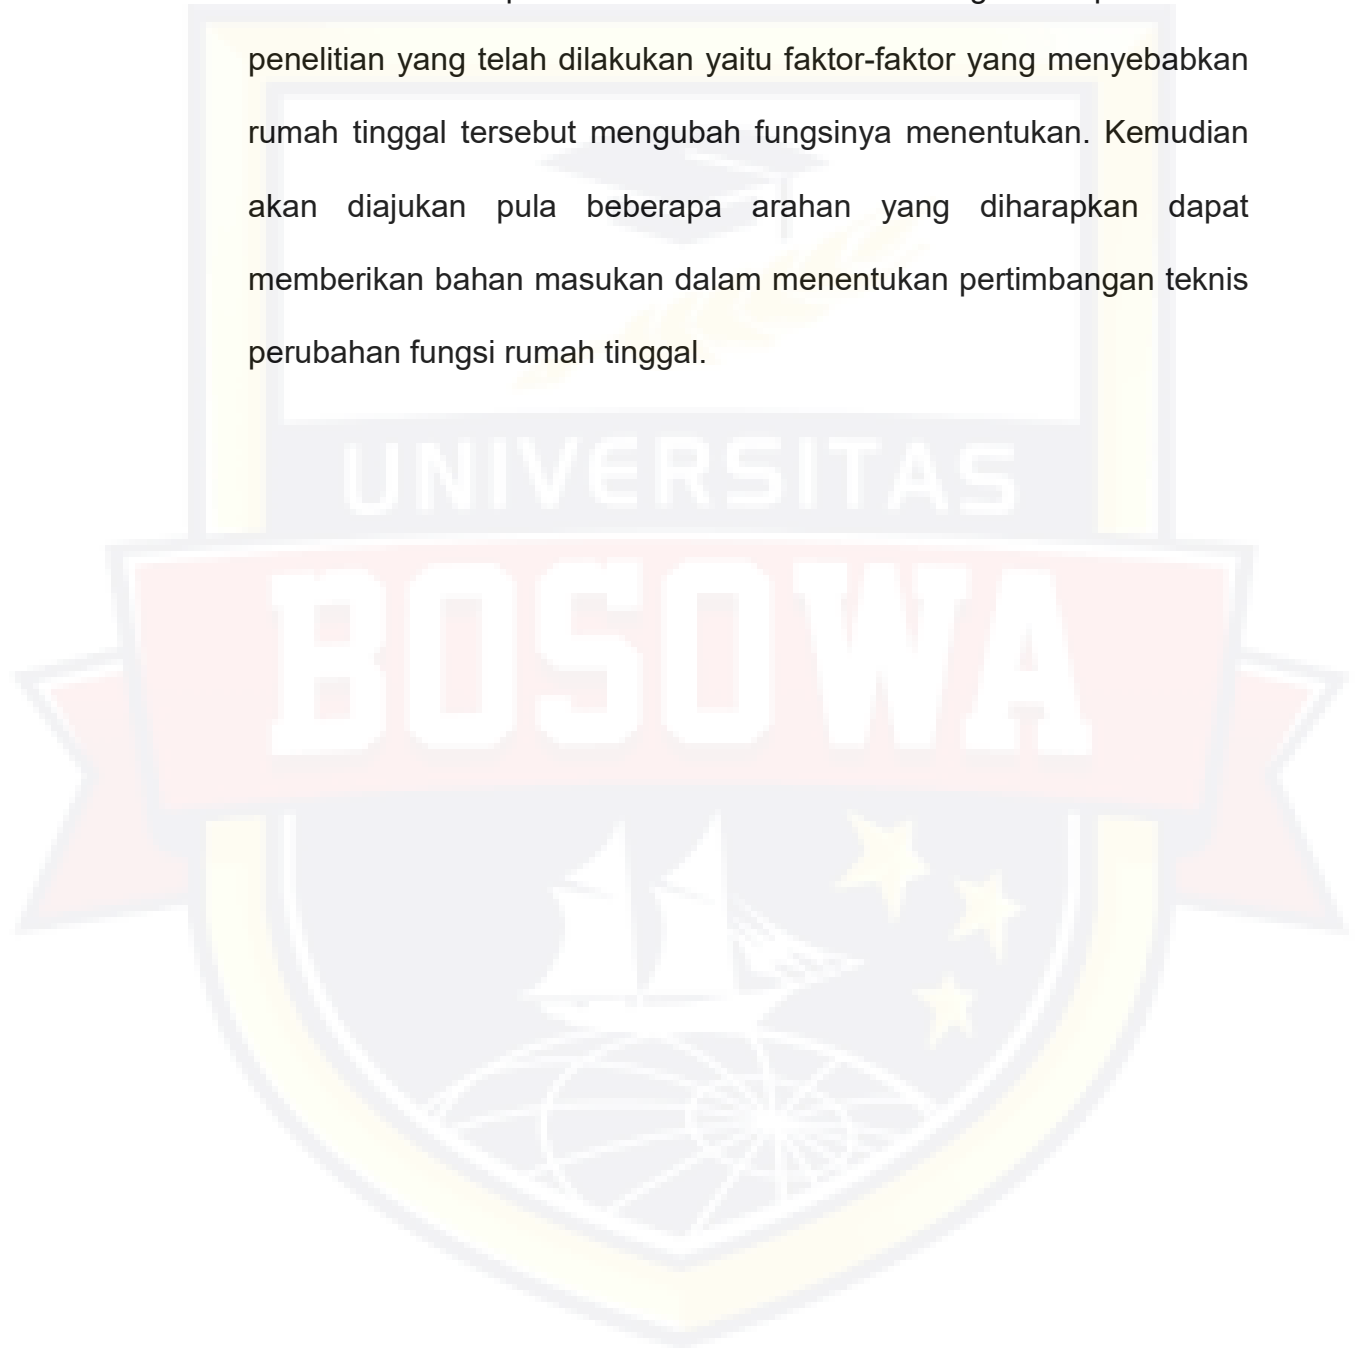 penelitian yang telah dilakukan yaitu faktor-faktor yang menyebabkan
rumah tinggal tersebut mengubah fungsinya menentukan. Kemudian
akan diajukan pula beberapa arahan yang diharapkan dapat
memberikan bahan masukan dalam menentukan pertimbangan teknis
perubahan fungsi rumah tinggal.
UNIVERSITAS
BOSOWA